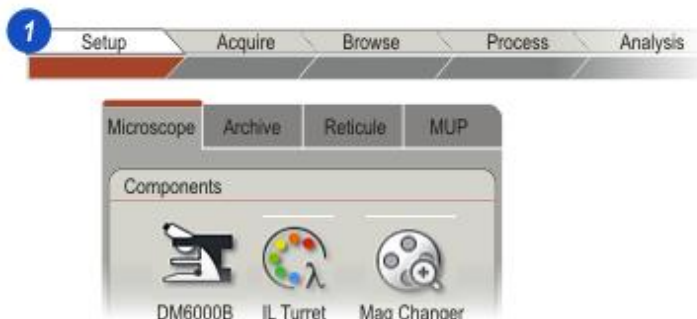 1
Setup Acquire Browse Process Analysis
Microscope Archive Reticule MUP
Components
λ
DM6000B IL Turret Mag Changer